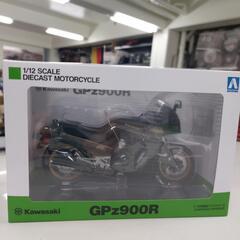 1/12 SCALE
DIECAST MOTORCYCLE
Kawasaki
GPz900R
Kawasaki
GPz900R